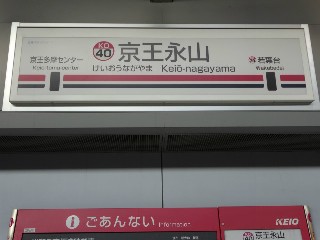 KO
40
京王永山
けいおうながやま Keiō-nagayama
京王多摩センター
Keiō-tama-center
若葉台
Wakabadai
ごあんない Information
KEIO
京王永山